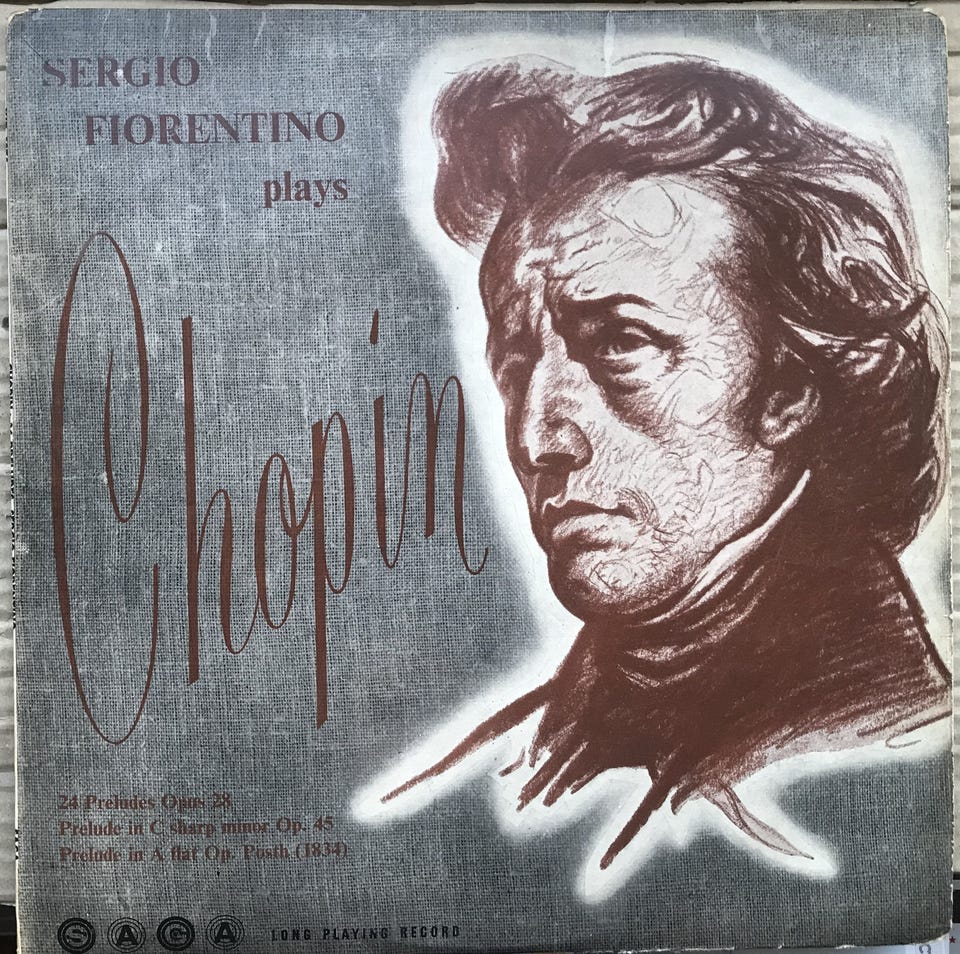 SERGIO
FIORENTINO
plays
Chopin
24 Preludes Opus 28
Prelude in C sharp minor Op. 45
Prelude in A flat Op. Posth (1834)
SAGA LONG PLAYING RECORD